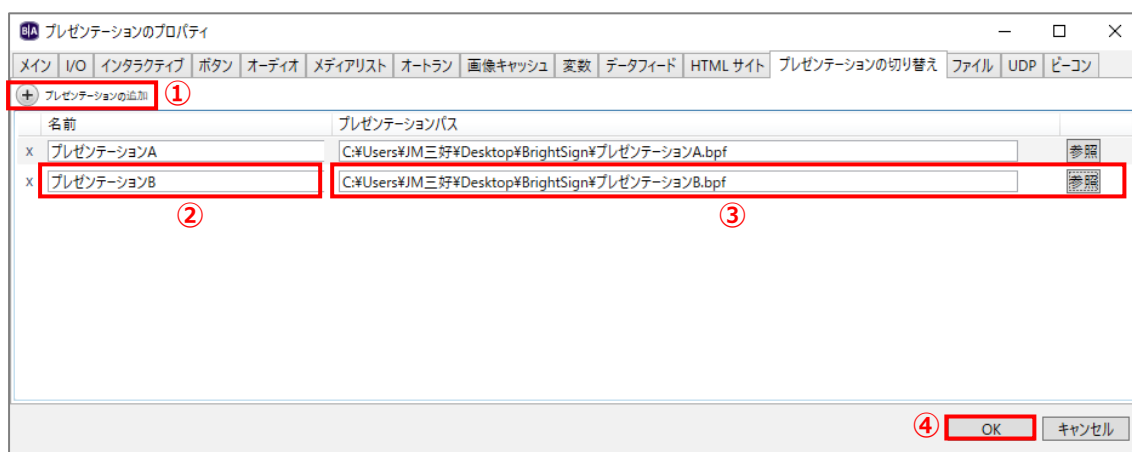 B|A プレゼンテーションのプロパティ
メイン I/O インタラクティブ ボタン オーディオ メディアリスト オートラン 画像キャッシュ 変数 データフィード HTML サイト プレゼンテーションの切り替え ファイル UDP ビーコン
+ プレゼンテーションの追加 ①
名前 プレゼンテーションパス
x プレゼンテーションA C:¥Users¥JM三好¥Desktop¥BrightSign¥プレゼンテーションA.bpf 参照
x プレゼンテーションB C:¥Users¥JM三好¥Desktop¥BrightSign¥プレゼンテーションB.bpf 参照
② ③
④ OK キャンセル